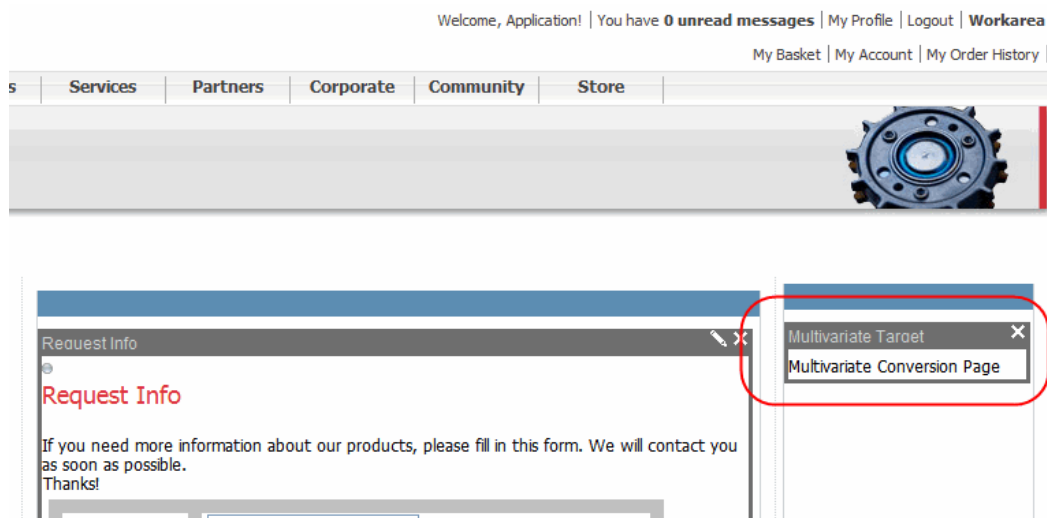 Welcome, Application! | You have 0 unread messages | My Profile | Logout | Workarea
My Basket | My Account | My Order History |
s | Services | Partners | Corporate | Community | Store |
Request Info
Multivariate Target
Multivariate Conversion Page
Request Info
If you need more information about our products, please fill in this form. We will contact you
as soon as possible.
Thanks!